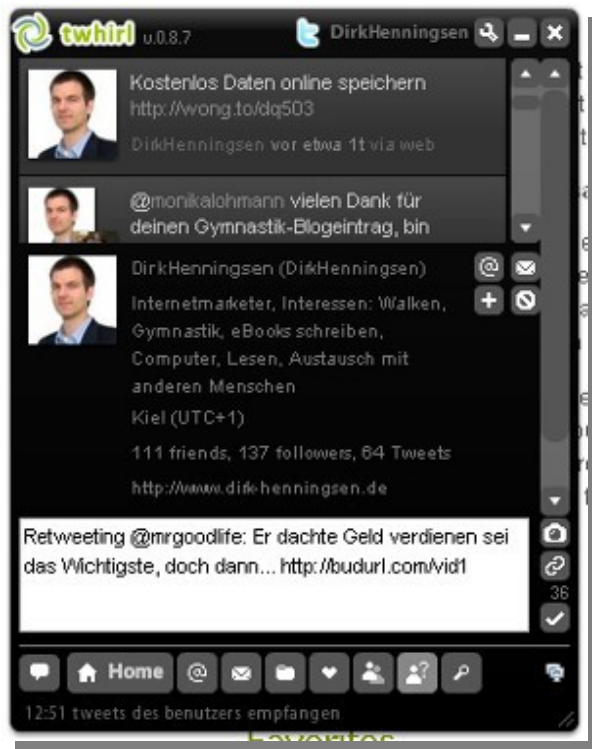 twhirl v.0.8.7 DirkHenningsen
Kostenlos Daten online speichern
http://wong.to/dq503
DirkHenningsen vor etwa 1t via web
@monikalohmann vielen Dank für
deinen Gymnastik-Blogeintrag, bin
DirkHenningsen (DirkHenningsen)
Internetmarketer, Interessen: Walken,
Gymnastik, eBooks schreiben,
Computer, Lesen, Austausch mit
anderen Menschen
Kiel (UTC+1)
111 friends, 137 followers, 64 Tweets
http://www.dirk-henningsen.de
Retweeting @mrgoodlife: Er dachte Geld verdienen sei
das Wichtigste, doch dann... http://budurl.com/vid1
36
Home
12:51 tweets des benutzers empfangen
Favorites